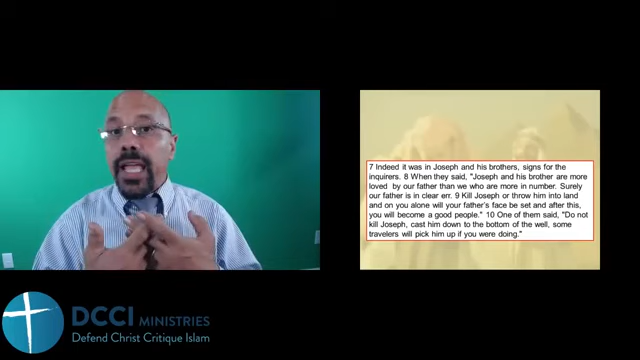 7 Indeed it was in Joseph and his brothers, signs for the
inquirers. 8 When they said, "Joseph and his brother are more
loved by our father than we who are more in number. Surely
our father is in clear err. 9 Kill Joseph or throw him into land
and on you alone will your father's face be set and after this,
you will become a good people." 10 One of them said, "Do not
kill Joseph, cast him down to the bottom of the well, some
travelers will pick him up if you were doing."
DCCI MINISTRIES
Defend Christ Critique Islam